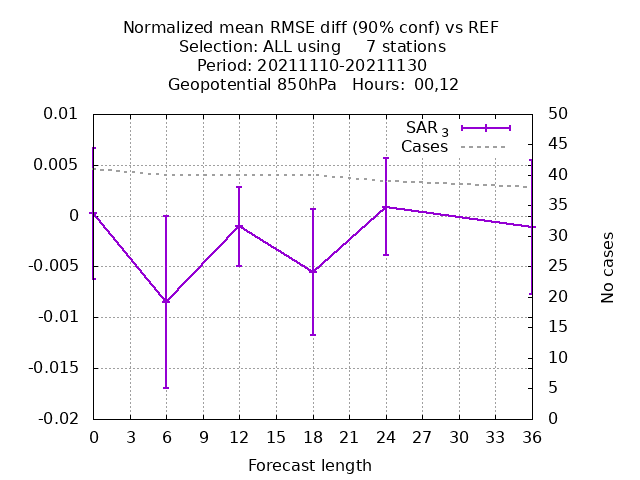 Normalized mean RMSE diff (90% conf) vs REF
Selection: ALL using     7 stations
Period: 20211110-20211130
Geopotential 850hPa   Hours:  00,12
SAR 3
Cases
0.01
0.005
0
-0.005
-0.01
-0.015
-0.02
50
45
40
35
30
25
20
15
10
5
0
No cases
0 3 6 9 12 15 18 21 24 27 30 33 36
Forecast length